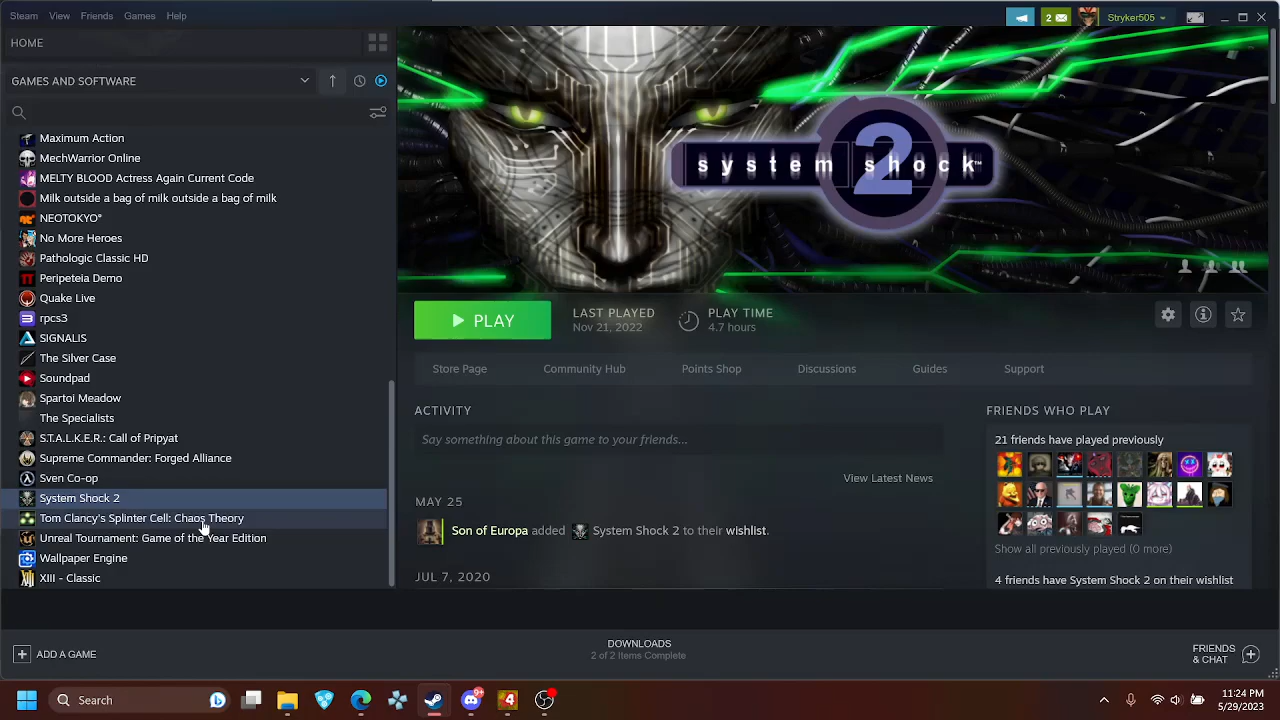 Steam View Friends Games Help
2
Stryker505
HOME
GAMES AND SOFTWARE
Maximum Action
MechWarrior Online
MELTY BLOOD Actress Again Current Code
Milk outside a bag of milk outside a bag of milk
NEOTOKYO°
No More Heroes
Pathologic Classic HD
Peripeteia Demo
Quake Live
rpcs3
SIGNALIS
The Silver Case
Soundpad
Spartoi Meadow
The Specialists
S.T.A.L.K.E.R.: Call of Pripyat
Supreme Commander: Forged Alliance
Sven Co-op
System Shock 2
Tom Clancy's Splinter Cell: Chaos Theory
Unreal Tournament: Game of the Year Edition
Wallpaper Engine
XIII - Classic
system shock™
2
PLAY
LAST PLAYED
Nov 21, 2022
PLAY TIME
4.7 hours
Store Page Community Hub Points Shop Discussions Guides Support
ACTIVITY
Say something about this game to your friends...
View Latest News
MAY 25
Son of Europa added System Shock 2 to their wishlist.
JUL 7, 2020
FRIENDS WHO PLAY
21 friends have played previously
Show all previously played (0 more)
4 friends have System Shock 2 on their wishlist
ADD A GAME
DOWNLOADS
2 of 2 Items Complete
FRIENDS
& CHAT
Search
9+
4
11:24 PM
5/29/2023